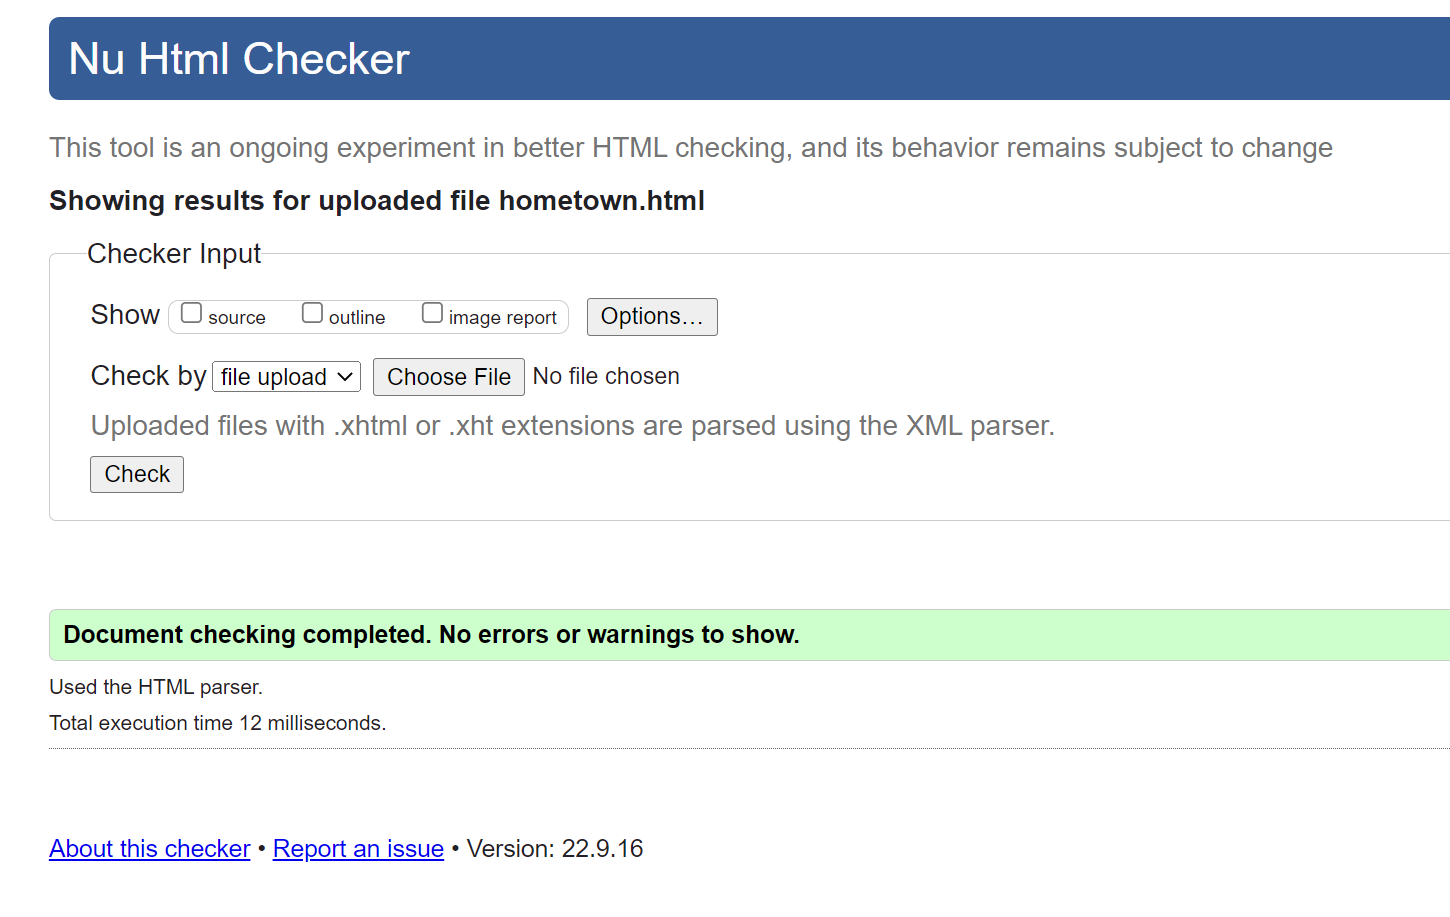 Nu Html Checker
This tool is an ongoing experiment in better HTML checking, and its behavior remains subject to change
Showing results for uploaded file hometown.html
Checker Input
Show source outline image report Options...
Check by file upload Choose File No file chosen
Uploaded files with .xhtml or .xht extensions are parsed using the XML parser.
Check
Document checking completed. No errors or warnings to show.
Used the HTML parser.
Total execution time 12 milliseconds.
About this checker • Report an issue • Version: 22.9.16